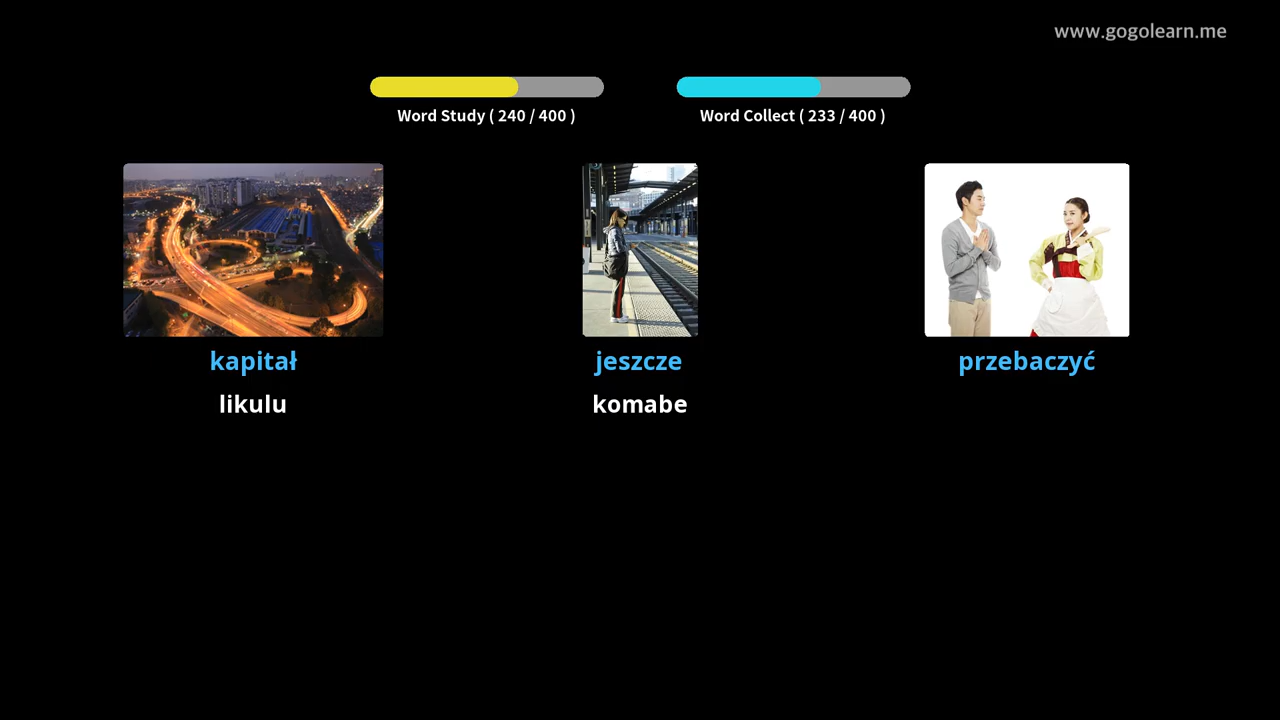 www.gogolearn.me
Word Study ( 240 / 400 )
Word Collect ( 233 / 400 )
kapitał
jeszcze
przebaczyć
likulu
komabe